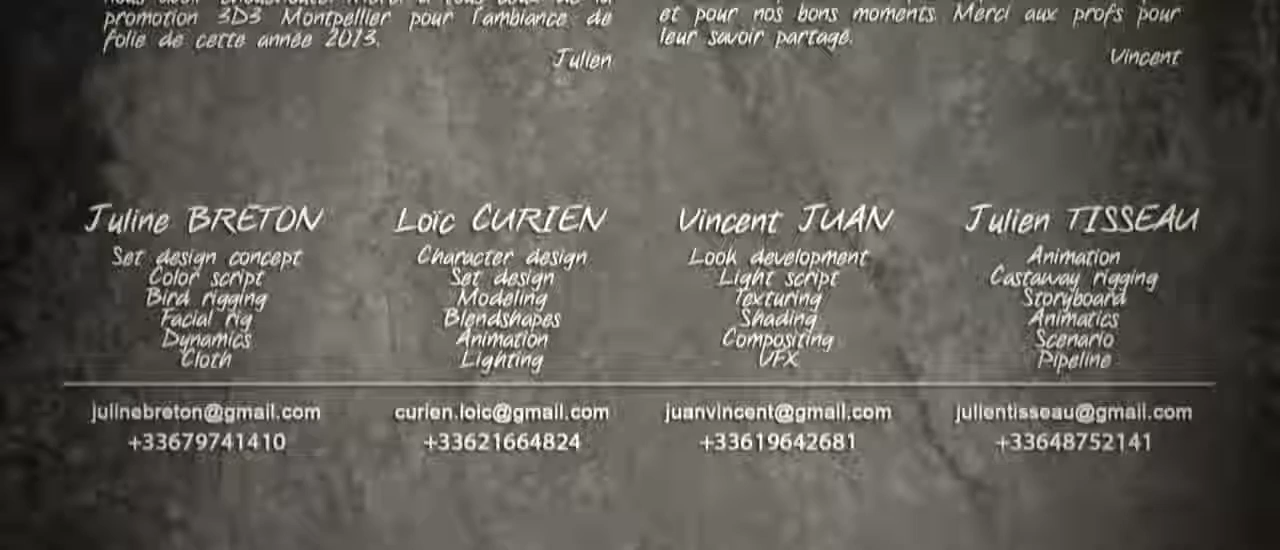 promotion 3D3 Montpellier pour l'ambiance de
folie de cette année 2013.
Julien
et pour nos bons moments. Merci aux profs pour
leur savoir partagé.
Vincent
Juline BRETON
Set design concept
Color script
Bird rigging
Facial rig
Dynamics
Cloth
julinebreton@gmail.com
+33679741410
Loïc CURIEN
Character design
Set design
Modeling
Blendshapes
Animation
Lighting
curien.loic@gmail.com
+33621664824
Vincent JUAN
Look development
Light script
Texturing
Shading
Compositing
VFX
juanvincent@gmail.com
+33619642681
Julien TISSEAU
Animation
Castaway rigging
Storyboard
Animatics
Scenario
Pipeline
julientisseau@gmail.com
+33648752141